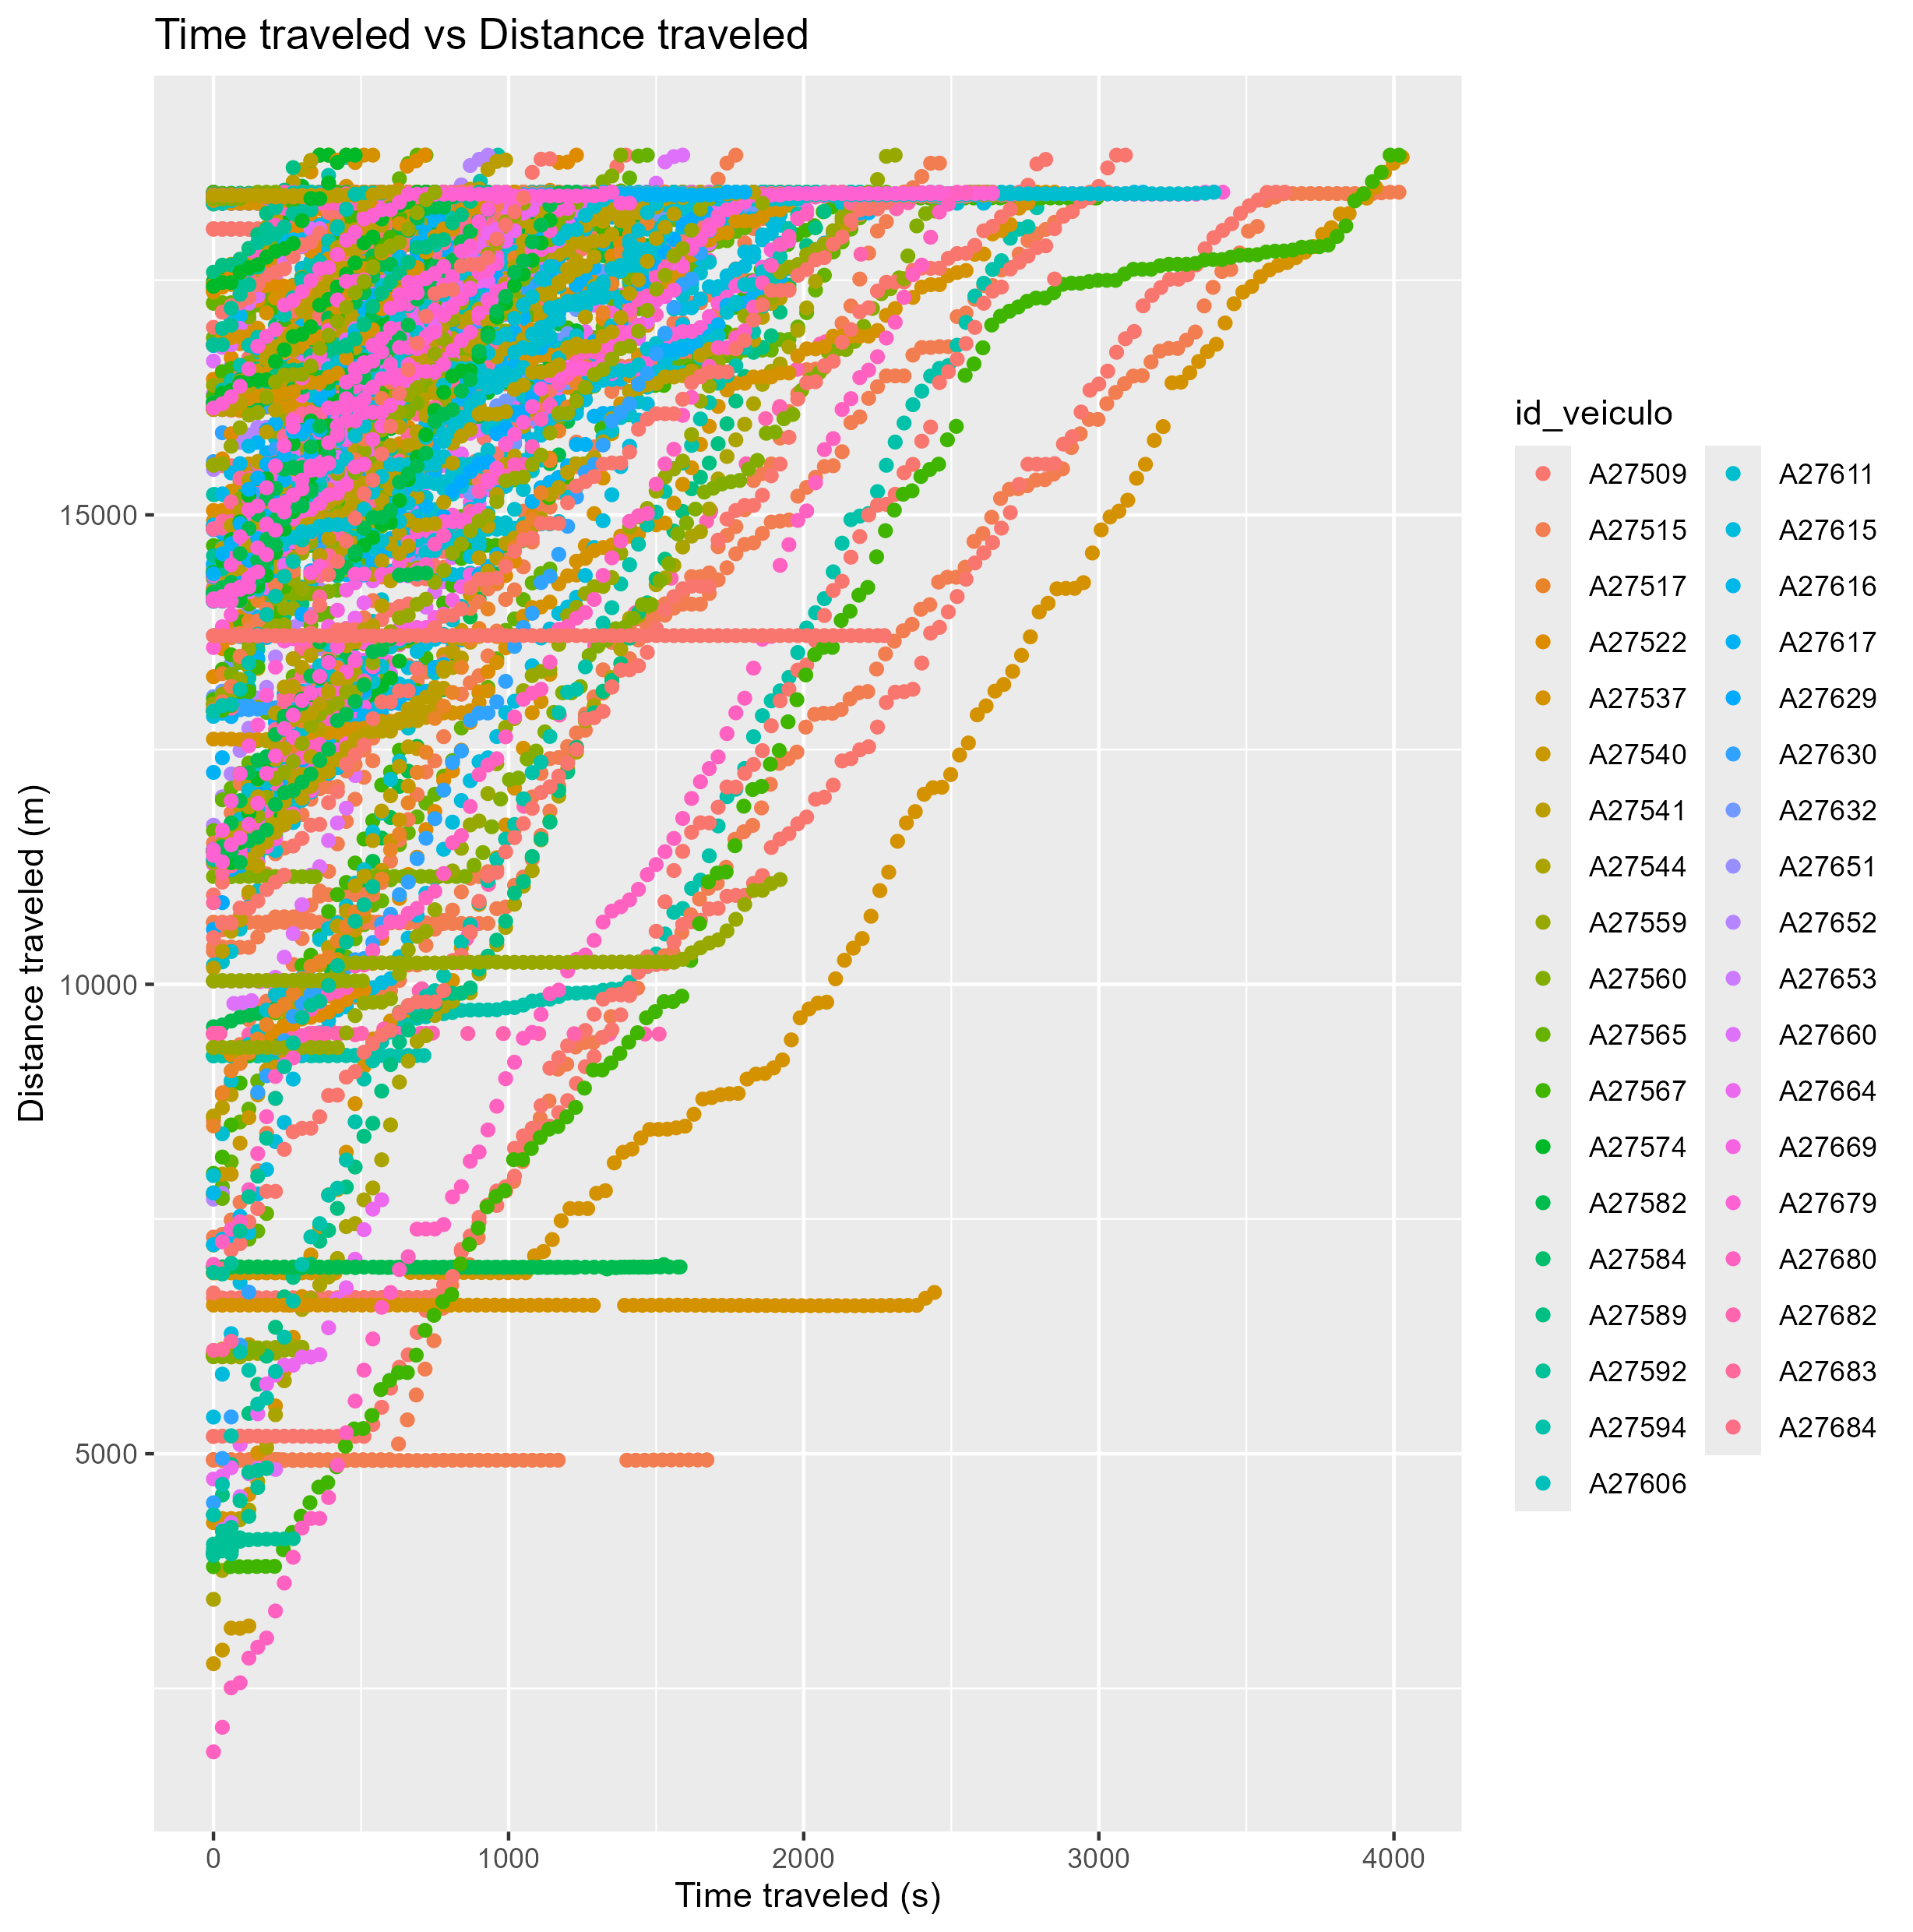 Time traveled vs Distance traveled
Distance traveled (m)
15000
10000
5000
0
1000
2000
3000
4000
Time traveled (s)
id_veiculo
A27509
A27515
A27517
A27522
A27537
A27540
A27541
A27544
A27559
A27560
A27565
A27567
A27574
A27582
A27584
A27589
A27592
A27594
A27606
A27611
A27615
A27616
A27617
A27629
A27630
A27632
A27651
A27652
A27653
A27660
A27664
A27669
A27679
A27680
A27682
A27683
A27684